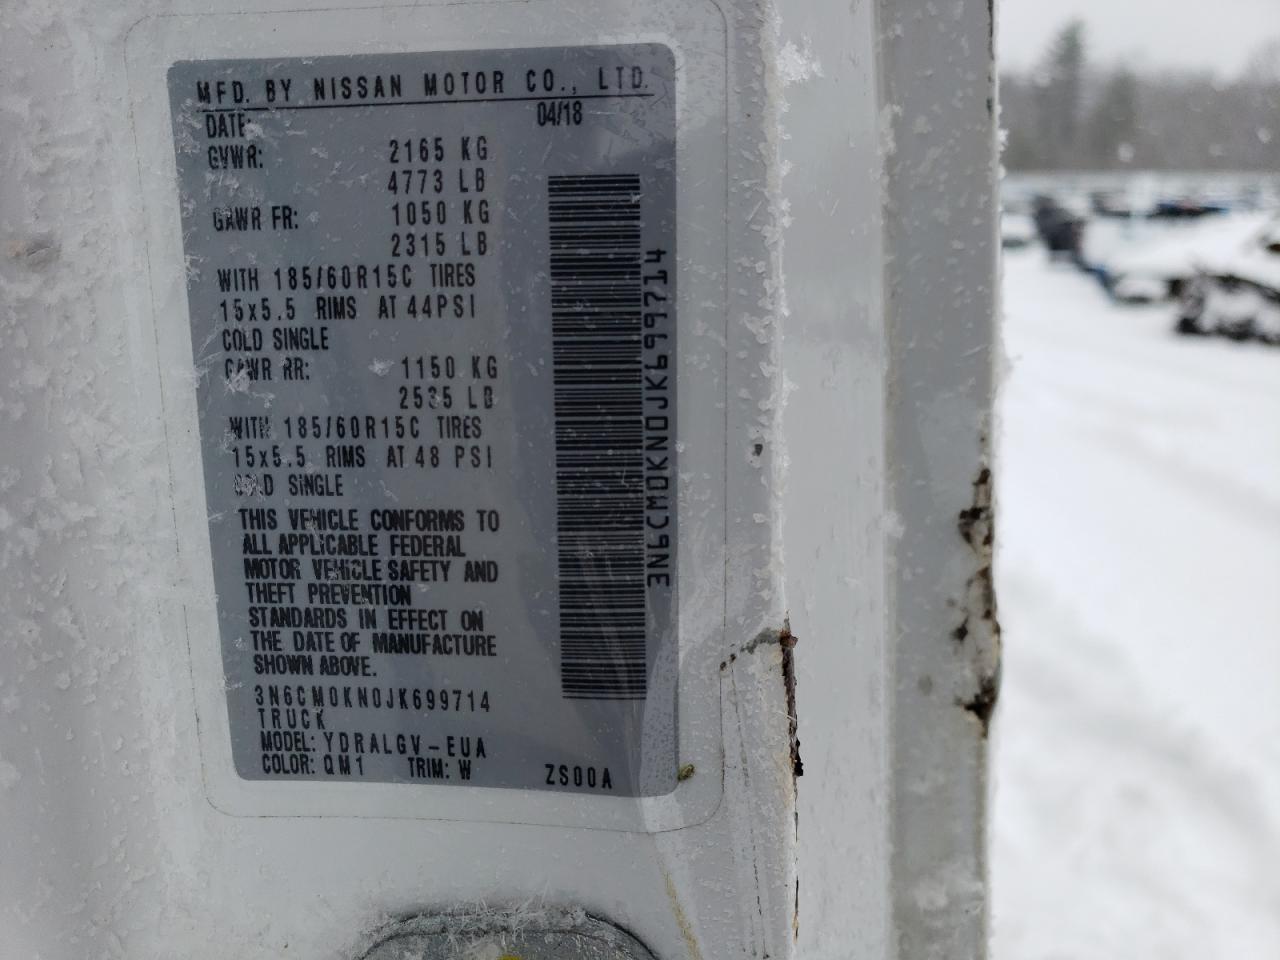 MFD. BY NISSAN MOTOR CO., LTD.
DATE: 04/18
GVWR: 2165 KG
4773 LB
GAWR FR: 1050 KG
2315 LB
WITH 185/60R15C TIRES
15x5.5 RIMS AT 44PSI
COLD SINGLE
GAWR RR: 1150 KG
2535 LB
WITH 185/60R15C TIRES
15x5.5 RIMS AT 48 PSI
COLD SINGLE
THIS VEHICLE CONFORMS TO
ALL APPLICABLE FEDERAL
MOTOR VEHICLE SAFETY AND
THEFT PREVENTION
STANDARDS IN EFFECT ON
THE DATE OF MANUFACTURE
SHOWN ABOVE.
3N6CM0KN0JK699714
TRUCK
MODEL: YDRALGV-EUA
COLOR: QM1 TRIM: W ZS00A
3N6CM0KN0JK699714